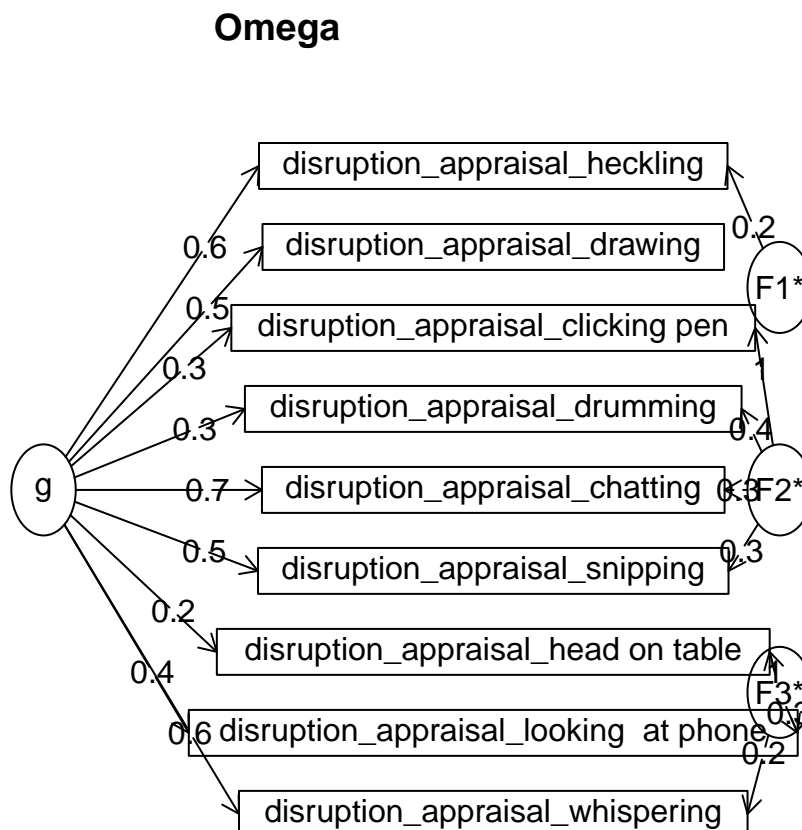 Omega
disruption_appraisal_heckling
0.2
0.6
disruption_appraisal_drawing
F1*
0.5
disruption_appraisal_clicking pen
0.3
1
disruption_appraisal_drumming
0.3
0.4
g
0.7
disruption_appraisal_chatting
0.3
F2*
0.5
disruption_appraisal_snipping
0.3
0.2
disruption_appraisal_head on table
1
0.4
F3*
0.6
disruption_appraisal_looking  at phone
0.2
disruption_appraisal_whispering